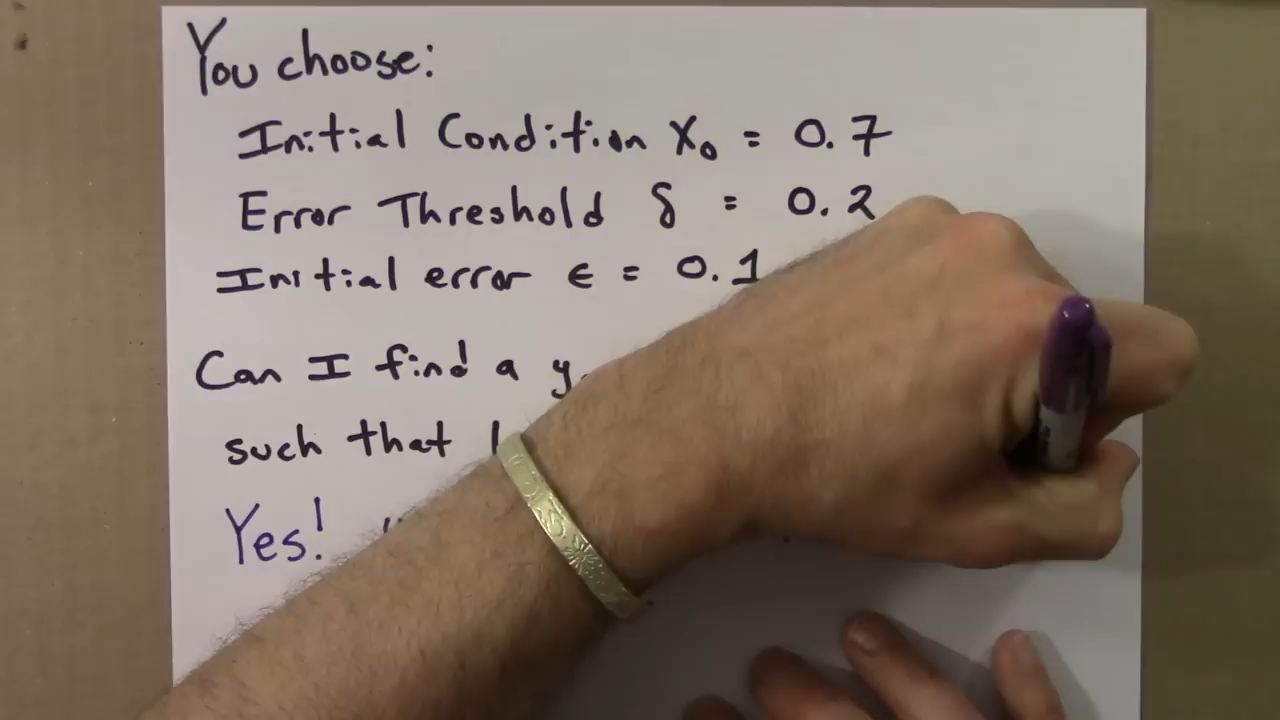 You choose:
Initial Condition X₀ = 0.7
Error Threshold δ = 0.2
Initial error ϵ = 0.1
Can I find a
such that
Yes!